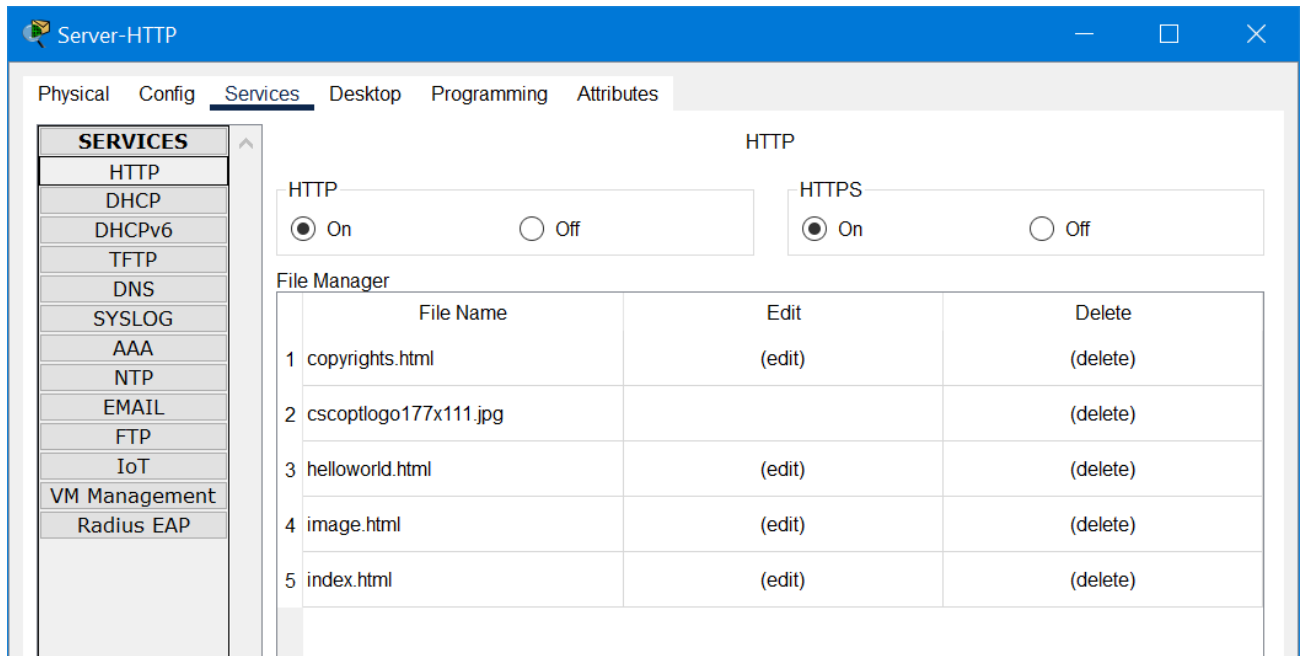 Server-HTTP
Physical Config Services Desktop Programming Attributes
SERVICES
HTTP
DHCP
DHCPv6
TFTP
DNS
SYSLOG
AAA
NTP
EMAIL
FTP
IoT
VM Management
Radius EAP
HTTP
HTTP
On Off
HTTPS
On Off
File Manager
File Name Edit Delete
1 copyrights.html (edit) (delete)
2 cscoptlogo177x111.jpg (delete)
3 helloworld.html (edit) (delete)
4 image.html (edit) (delete)
5 index.html (edit) (delete)